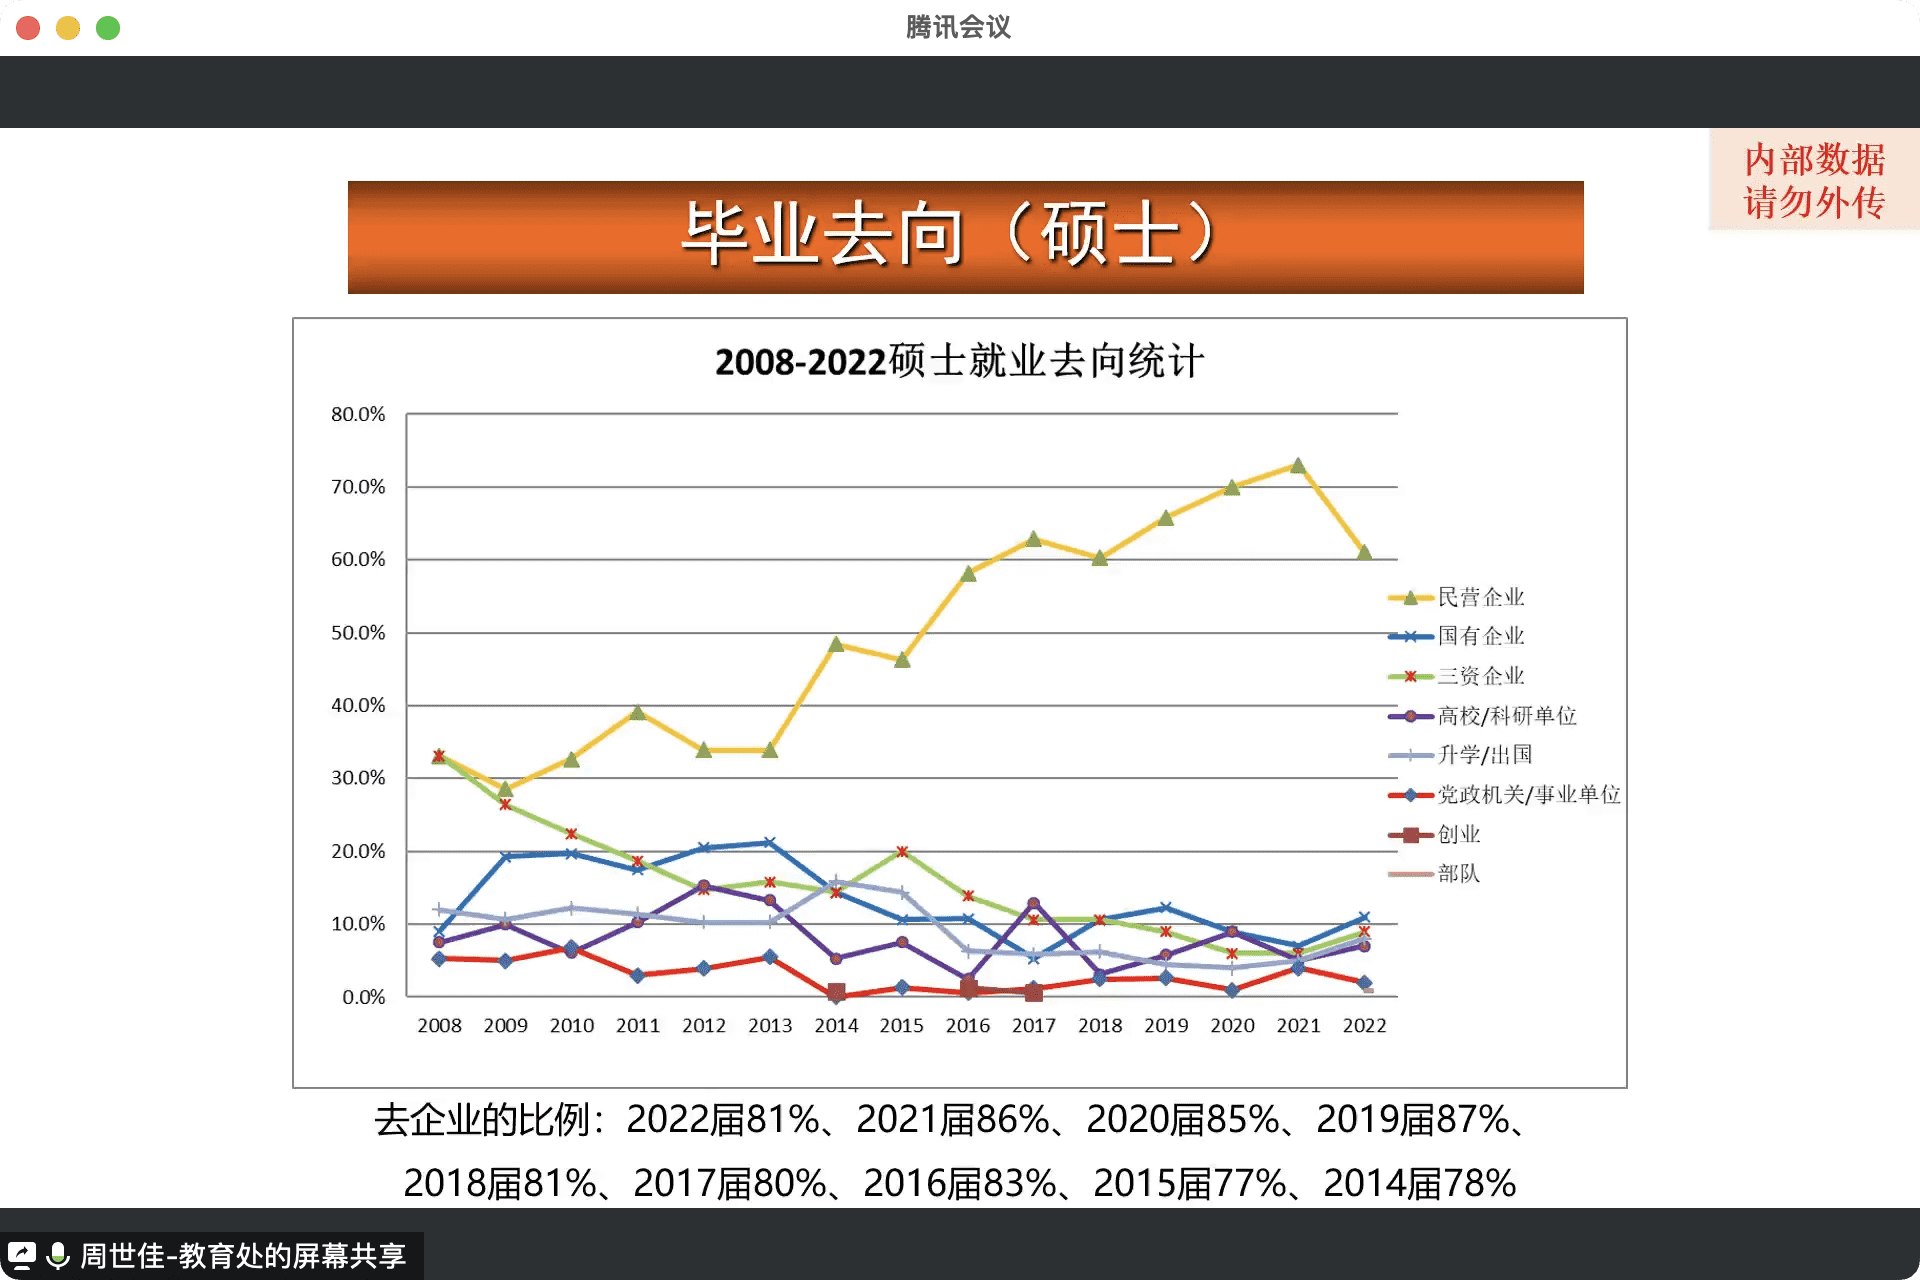 腾讯会议
内部数据
请勿外传
毕业去向（硕士）
2008-2022硕士就业去向统计
80.0%
70.0%
60.0%
50.0%
40.0%
30.0%
20.0%
10.0%
0.0%
2008 2009 2010 2011 2012 2013 2014 2015 2016 2017 2018 2019 2020 2021 2022
民营企业
国有企业
三资企业
高校/科研单位
升学/出国
党政机关/事业单位
创业
部队
去企业的比例：2022届81%、2021届86%、2020届85%、2019届87%、
2018届81%、2017届80%、2016届83%、2015届77%、2014届78%
周世佳-教育处的屏幕共享